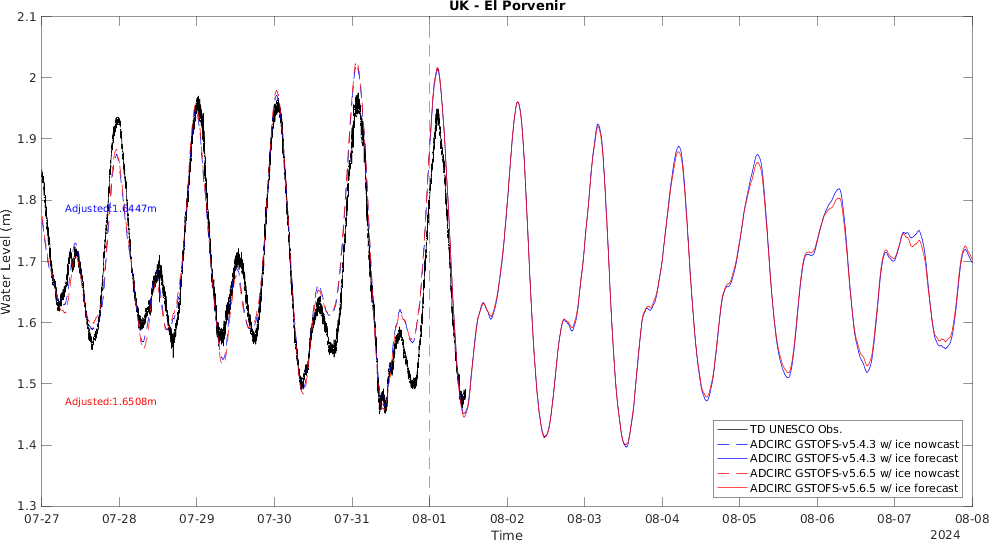 UK - El Porvenir
2.1
2
1.9
1.8
1.7
1.6
1.5
1.4
1.3
Water Level (m)
Adjusted:1.6447m
Adjusted:1.6508m
TD UNESCO Obs.
ADCIRC GSTOFS-v5.4.3 w/ ice nowcast
ADCIRC GSTOFS-v5.4.3 w/ ice forecast
ADCIRC GSTOFS-v5.6.5 w/ ice nowcast
ADCIRC GSTOFS-v5.6.5 w/ ice forecast
07-27 07-28 07-29 07-30 07-31 08-01 08-02 08-03 08-04 08-05 08-06 08-07 08-08
Time
2024